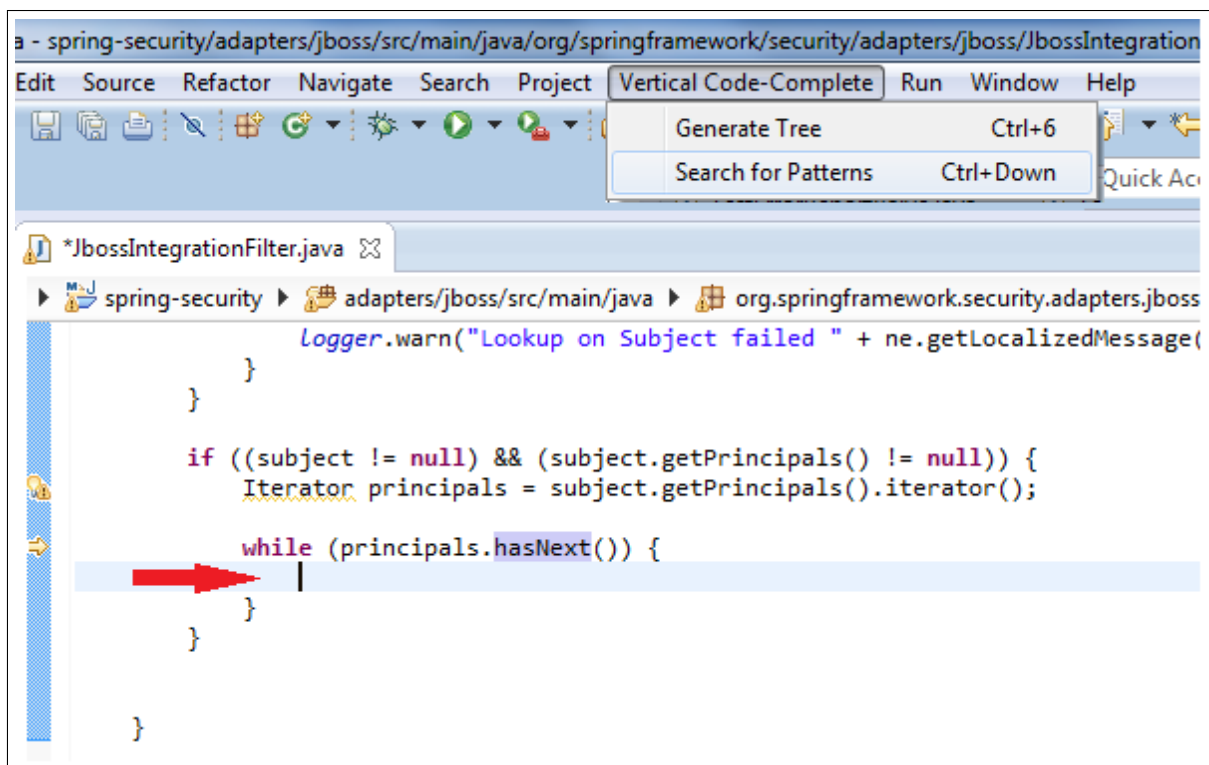 a - spring-security/adapters/jboss/src/main/java/org/springframework/security/adapters/jboss/JbossIntegration
Edit Source Refactor Navigate Search Project Vertical Code-Complete Run Window Help
Generate Tree Ctrl+6
Search for Patterns Ctrl+Down
Quick Ac
*JbossIntegrationFilter.java
spring-security adapters/jboss/src/main/java org.springframework.security.adapters.jboss
logger.warn("Lookup on Subject failed " + ne.getLocalizedMessage(
}
}
if ((subject != null) && (subject.getPrincipals() != null)) {
Iterator principals = subject.getPrincipals().iterator();
while (principals.hasNext()) {
}
}
}